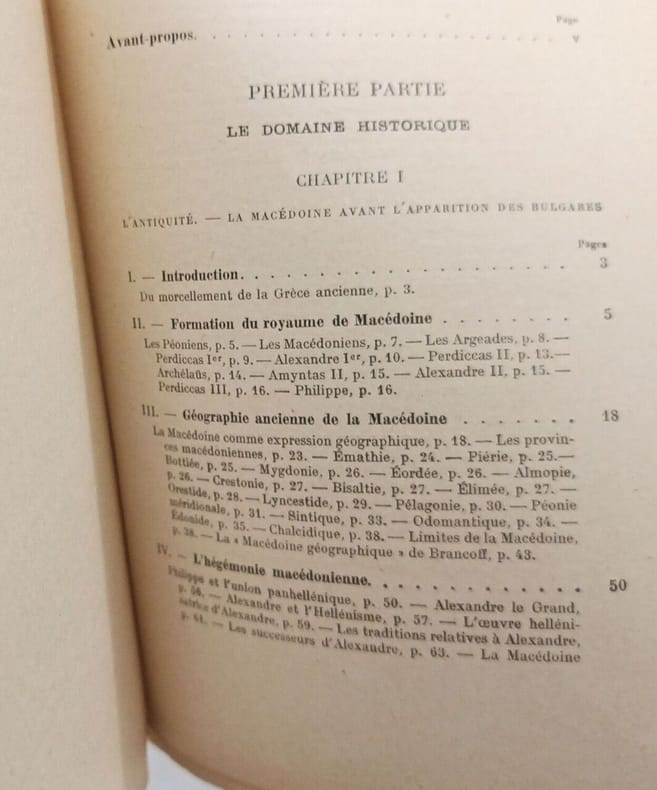 Page
Avant-propos. . . . . . . . . . . . . . . . . . . . . . v
PREMIÈRE PARTIE
LE DOMAINE HISTORIQUE
CHAPITRE I
L'ANTIQUITÉ. — LA MACÉDOINE AVANT L'APPARITION DES BULGARES
Pages
I. — Introduction. . . . . . . . . . . . . . . . . . 3
Du morcellement de la Grèce ancienne, p. 3.
II. — Formation du royaume de Macédoine . . . . . . . . 5
Les Péoniens, p. 5. — Les Macédoniens, p. 7. — Les Argeades, p. 8. —
Perdiccas Ier, p. 9. — Alexandre Ier, p. 10. — Perdiccas II, p. 13. —
Archélaüs, p. 14. — Amyntas II, p. 15. — Alexandre II, p. 15. —
Perdiccas III, p. 16. — Philippe, p. 16.
III. — Géographie ancienne de la Macédoine . . . . . . . 18
La Macédoine comme expression géographique, p. 18. — Les provin-
ces macédoniennes, p. 23. — Émathie, p. 24. — Piérie, p. 25. —
Bottiée, p. 25. — Mygdonie, p. 26. — Éordée, p. 26. — Almopie,
p. 26. — Crestonie, p. 27. — Bisaltie, p. 27. — Élimée, p. 27. —
Orestide, p. 28. — Lyncestide, p. 29. — Pélagonie, p. 30. — Péonie
méridionale, p. 31. — Sintique, p. 33. — Odomantique, p. 34. —
Édonide, p. 35. — Chalcidique, p. 38. — Limites de la Macédoine,
p. 38. — La « Macédoine géographique » de Brancoff, p. 43.
IV. — L'hégémonie macédonienne. . . . . . . . . . . . 50
Philippe et l'union panhellénique, p. 50. — Alexandre le Grand,
p. 56. — Alexandre et l'Hellénisme, p. 57. — L'œuvre helléni-
satrice d'Alexandre, p. 59. — Les traditions relatives à Alexandre,
p. 61. — Les successeurs d'Alexandre, p. 63. — La Macédoine